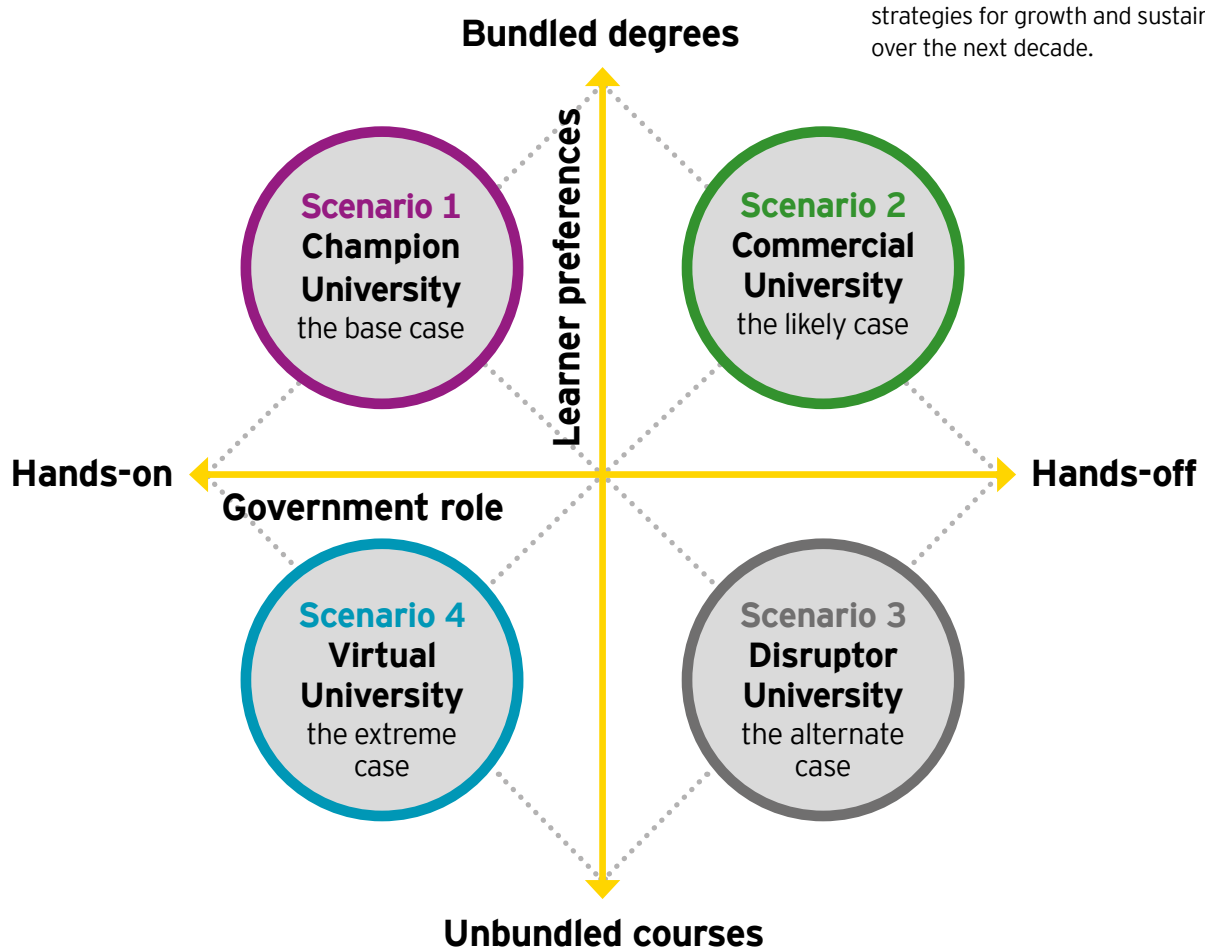 strategies for growth and sustain
over the next decade.
Bundled degrees
Learner preferences
Scenario 1
Champion
University
the base case
Scenario 2
Commercial
University
the likely case
Hands-on
Hands-off
Government role
Scenario 4
Virtual
University
the extreme
case
Scenario 3
Disruptor
University
the alternate
case
Unbundled courses